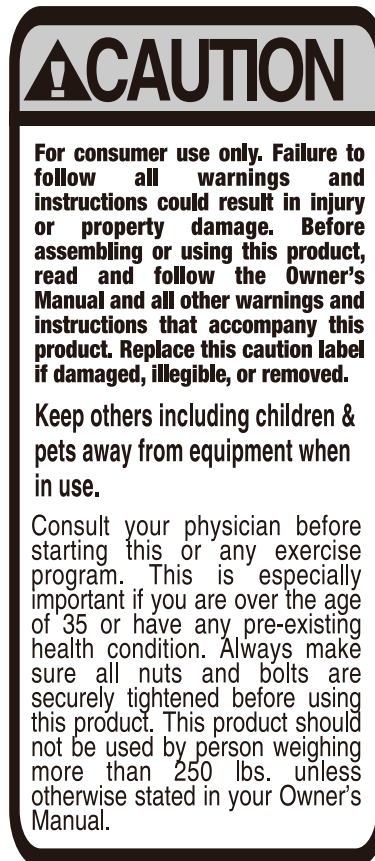 CAUTION
For consumer use only. Failure to
follow all warnings and
instructions could result in injury
or property damage. Before
assembling or using this product,
read and follow the Owner's
Manual and all other warnings and
instructions that accompany this
product. Replace this caution label
if damaged, illegible, or removed.
Keep others including children &
pets away from equipment when
in use.
Consult your physician before
starting this or any exercise
program. This is especially
important if you are over the age
of 35 or have any pre-existing
health condition. Always make
sure all nuts and bolts are
securely tightened before using
this product. This product should
not be used by person weighing
more than 250 lbs. unless
otherwise stated in your Owner's
Manual.